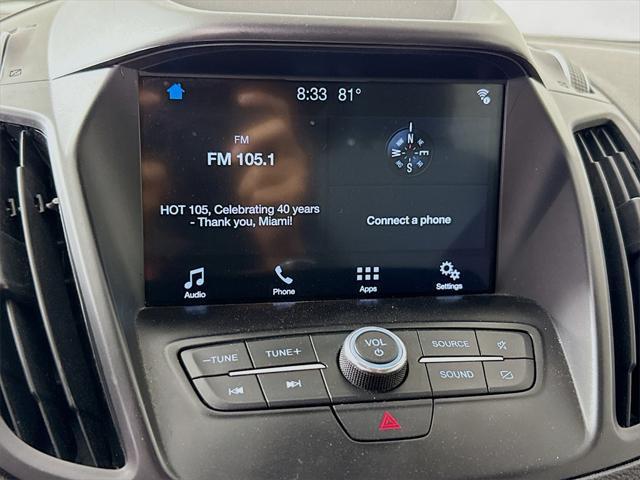 8:33 81°
FM
FM 105.1
HOT 105, Celebrating 40 years
- Thank you, Miami!
N
W E
S
Connect a phone
Audio
Phone
Apps
Settings
–TUNE
TUNE+
VOL
SOURCE
SOUND